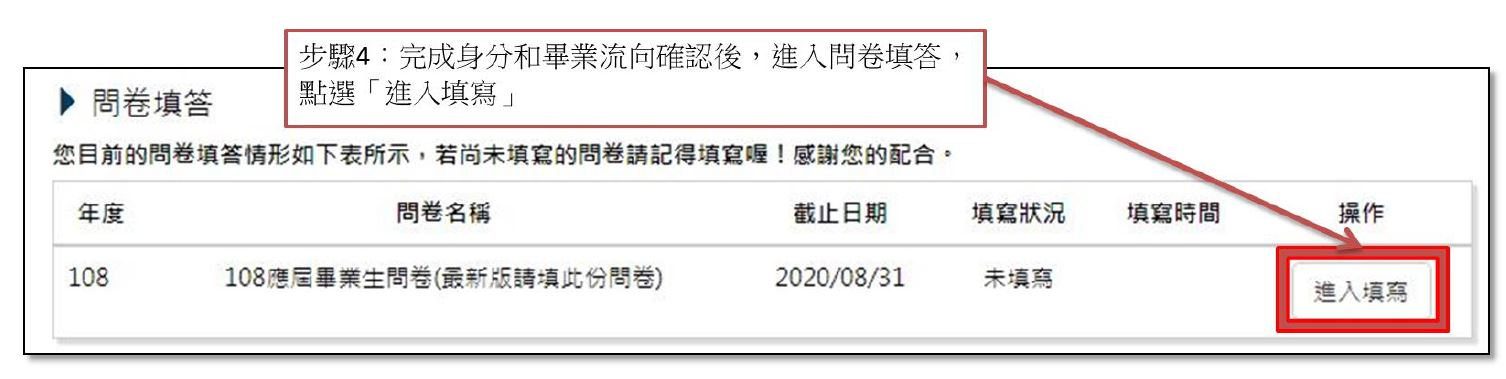 步驟4：完成身分和畢業流向確認後，進入問卷填答，
點選「進入填寫」
問卷填答
您目前的問卷填答情形如下表所示，若尚未填寫的問卷請記得填寫喔！感謝您的配合。
年度 問卷名稱 截止日期 填寫狀況 填寫時間 操作
108 108應屆畢業生問卷(最新版請填此份問卷) 2020/08/31 未填寫 進入填寫